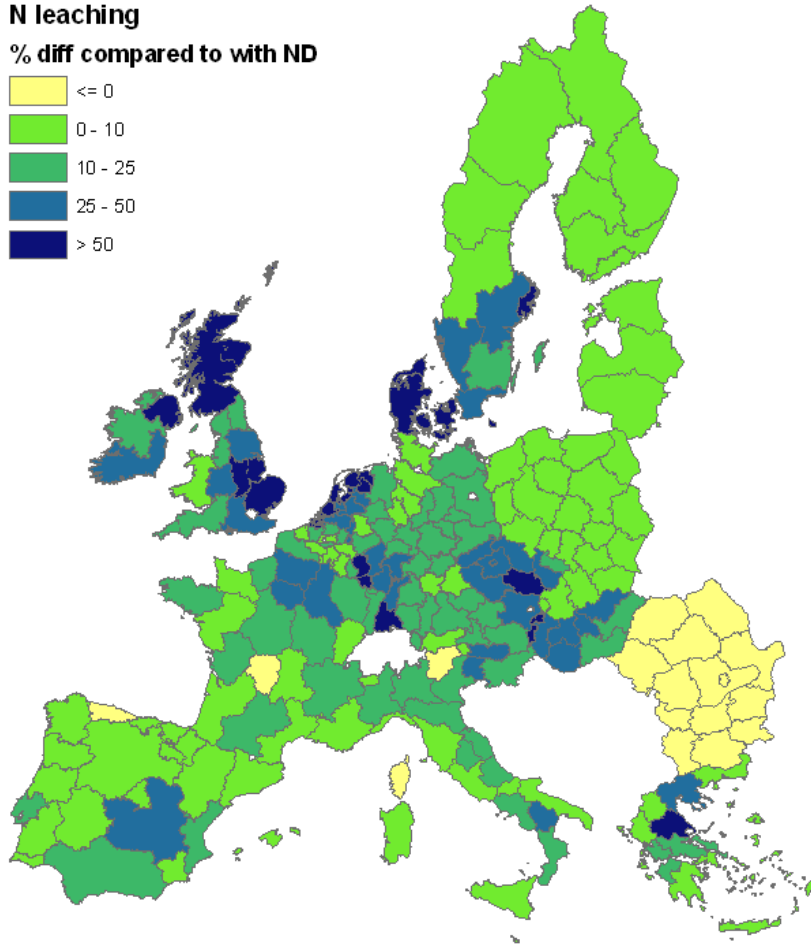 N leaching
% diff compared to with ND
<= 0
0 - 10
10 - 25
25 - 50
> 50